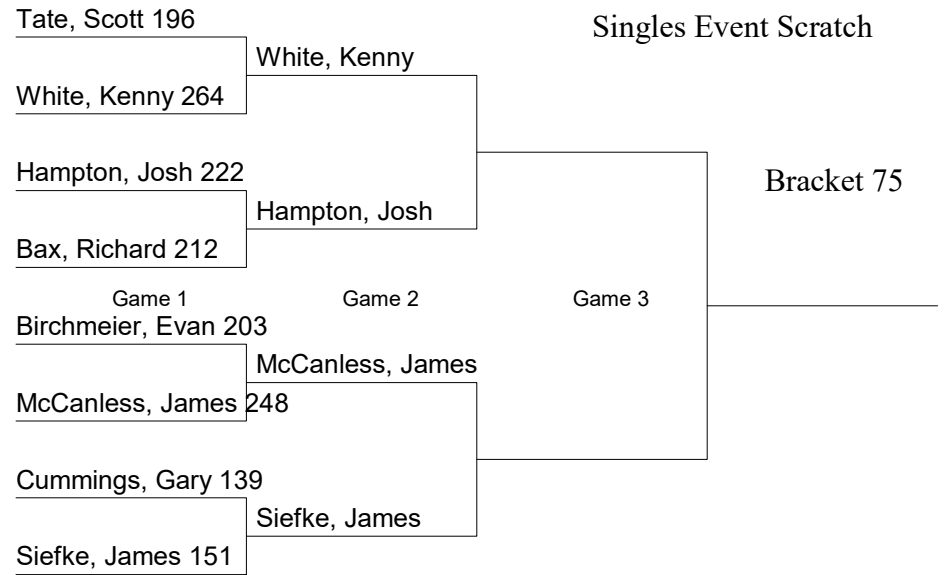 Tate, Scott 196
Singles Event Scratch
White, Kenny
White, Kenny 264
Hampton, Josh 222
Bracket 75
Hampton, Josh
Bax, Richard 212
Game 1
Game 2
Game 3
Birchmeier, Evan 203
McCanless, James
McCanless, James 248
Cummings, Gary 139
Siefke, James
Siefke, James 151